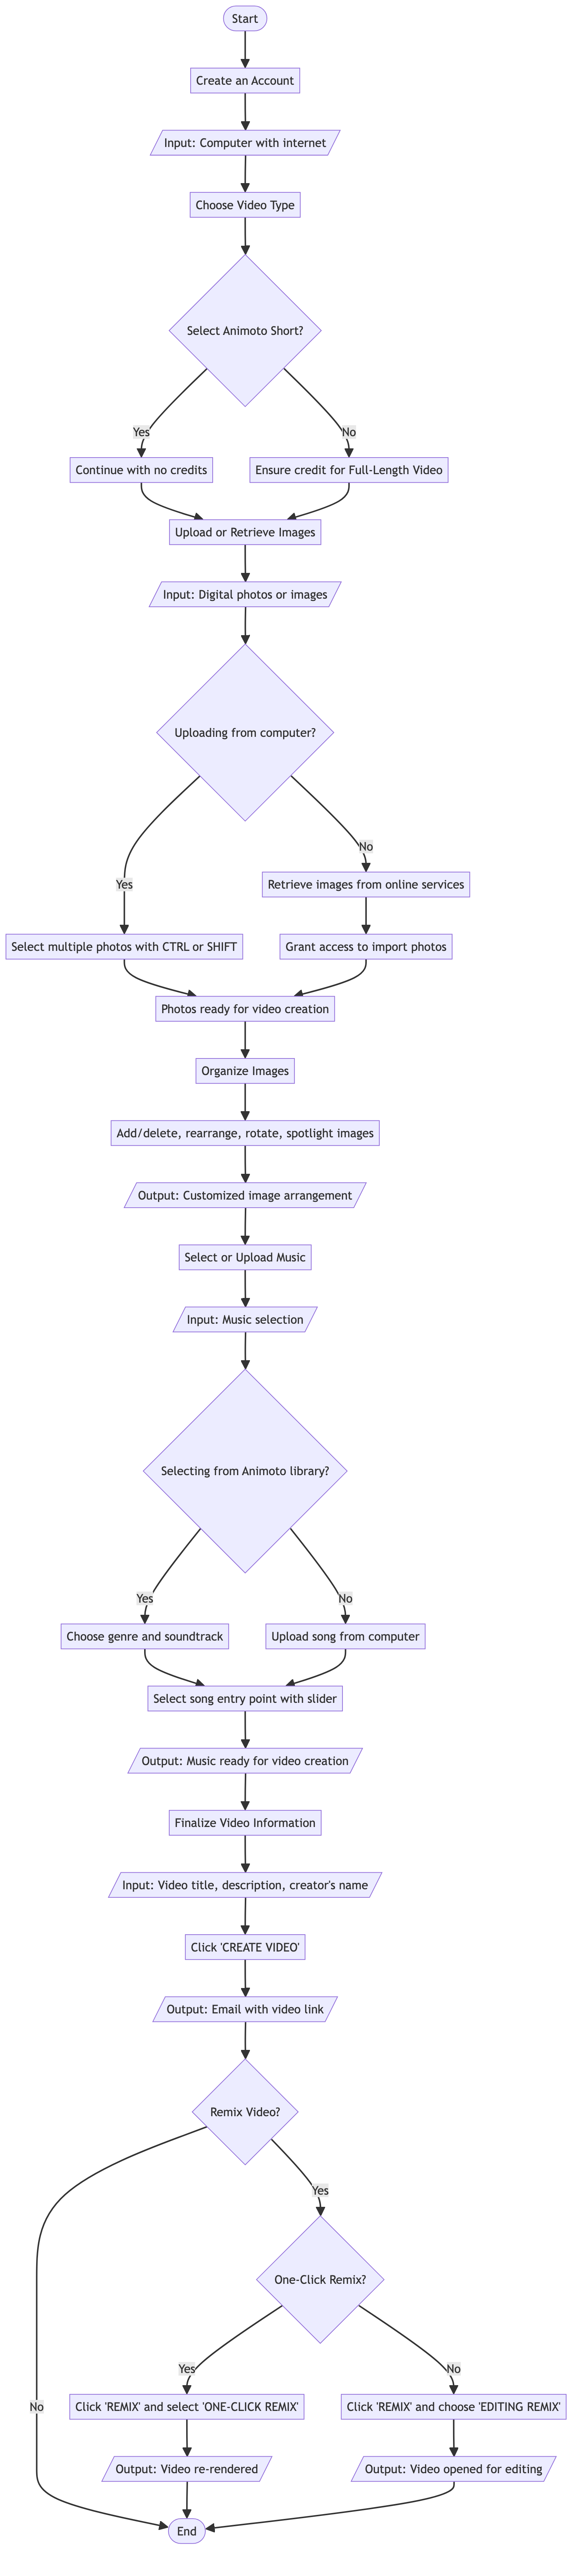 Start
Create an Account
Input: Computer with internet
Choose Video Type
Select Animoto Short?
Yes
No
Continue with no credits
Ensure credit for Full-Length Video
Upload or Retrieve Images
Input: Digital photos or images
Uploading from computer?
No
Yes
Retrieve images from online services
Select multiple photos with CTRL or SHIFT
Grant access to import photos
Photos ready for video creation
Organize Images
Add/delete, rearrange, rotate, spotlight images
Output: Customized image arrangement
Select or Upload Music
Input: Music selection
Selecting from Animoto library?
Yes
No
Choose genre and soundtrack
Upload song from computer
Select song entry point with slider
Output: Music ready for video creation
Finalize Video Information
Input: Video title, description, creator's name
Click 'CREATE VIDEO'
Output: Email with video link
Remix Video?
Yes
One-Click Remix?
Yes
No
No
Click 'REMIX' and select 'ONE-CLICK REMIX'
Click 'REMIX' and choose 'EDITING REMIX'
Output: Video re-rendered
Output: Video opened for editing
End